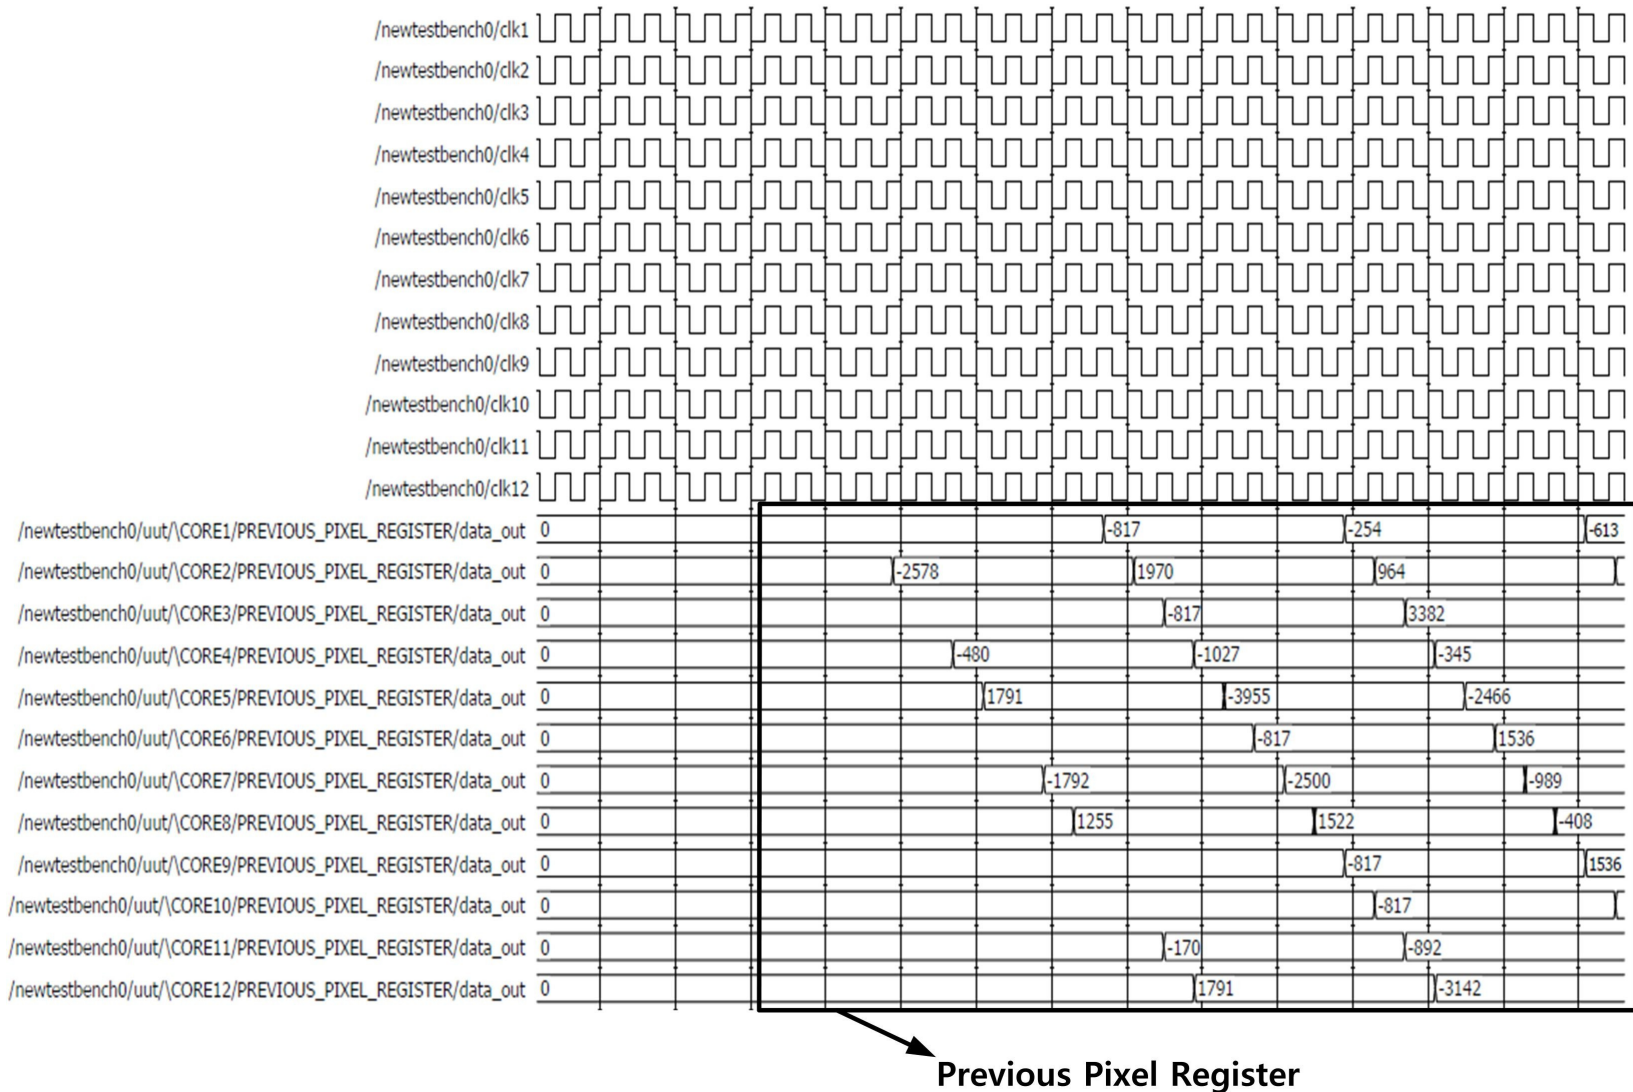 /newtestbench0/clk1
/newtestbench0/clk2
/newtestbench0/clk3
/newtestbench0/clk4
/newtestbench0/clk5
/newtestbench0/clk6
/newtestbench0/clk7
/newtestbench0/clk8
/newtestbench0/clk9
/newtestbench0/clk10
/newtestbench0/clk11
/newtestbench0/clk12
/newtestbench0/uut/\CORE1/PREVIOUS_PIXEL_REGISTER/data_out 0 -817 -254 -613
/newtestbench0/uut/\CORE2/PREVIOUS_PIXEL_REGISTER/data_out 0 -2578 1970 964
/newtestbench0/uut/\CORE3/PREVIOUS_PIXEL_REGISTER/data_out 0 -817 3382
/newtestbench0/uut/\CORE4/PREVIOUS_PIXEL_REGISTER/data_out 0 -480 -1027 -345
/newtestbench0/uut/\CORE5/PREVIOUS_PIXEL_REGISTER/data_out 0 1791 -3955 -2466
/newtestbench0/uut/\CORE6/PREVIOUS_PIXEL_REGISTER/data_out 0 -817 1536
/newtestbench0/uut/\CORE7/PREVIOUS_PIXEL_REGISTER/data_out 0 -1792 -2500 -989
/newtestbench0/uut/\CORE8/PREVIOUS_PIXEL_REGISTER/data_out 0 1255 1522 -408
/newtestbench0/uut/\CORE9/PREVIOUS_PIXEL_REGISTER/data_out 0 -817 1536
/newtestbench0/uut/\CORE10/PREVIOUS_PIXEL_REGISTER/data_out 0 -817
/newtestbench0/uut/\CORE11/PREVIOUS_PIXEL_REGISTER/data_out 0 -170 -892
/newtestbench0/uut/\CORE12/PREVIOUS_PIXEL_REGISTER/data_out 0 1791 -3142
Previous Pixel Register